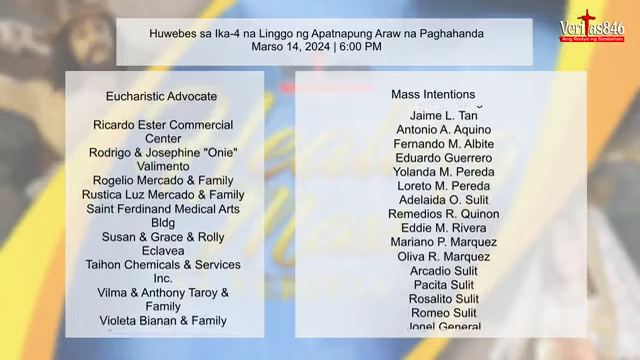 Huwebes sa Ika-4 na Linggo ng Apatnapung Araw na Paghahanda
Marso 14, 2024 | 6:00 PM
Veritas846
Ang Radyo ng Simbahan
Eucharistic Advocate
Ricardo Ester Commercial
Center
Rodrigo & Josephine "Onie"
Valimento
Rogelio Mercado & Family
Rustica Luz Mercado & Family
Saint Ferdinand Medical Arts
Bldg
Susan & Grace & Rolly
Eclavea
Taihon Chemicals & Services
Inc.
Vilma & Anthony Taroy &
Family
Violeta Bianan & Family
Mass Intentions
Jaime L. Tan
Antonio A. Aquino
Fernando M. Albite
Eduardo Guerrero
Yolanda M. Pereda
Loreto M. Pereda
Adelaida O. Sulit
Remedios R. Quinon
Eddie M. Rivera
Mariano P. Marquez
Oliva R. Marquez
Arcadio Sulit
Pacita Sulit
Rosalito Sulit
Romeo Sulit
Jonel General